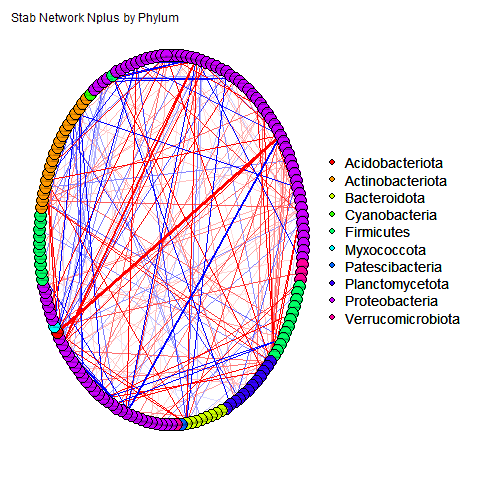 Stab Network Nplus by Phylum
Acidobacteriota
Actinobacteriota
Bacteroidota
Cyanobacteria
Firmicutes
Myxococcota
Patescibacteria
Planctomycetota
Proteobacteria
Verrucomicrobiota